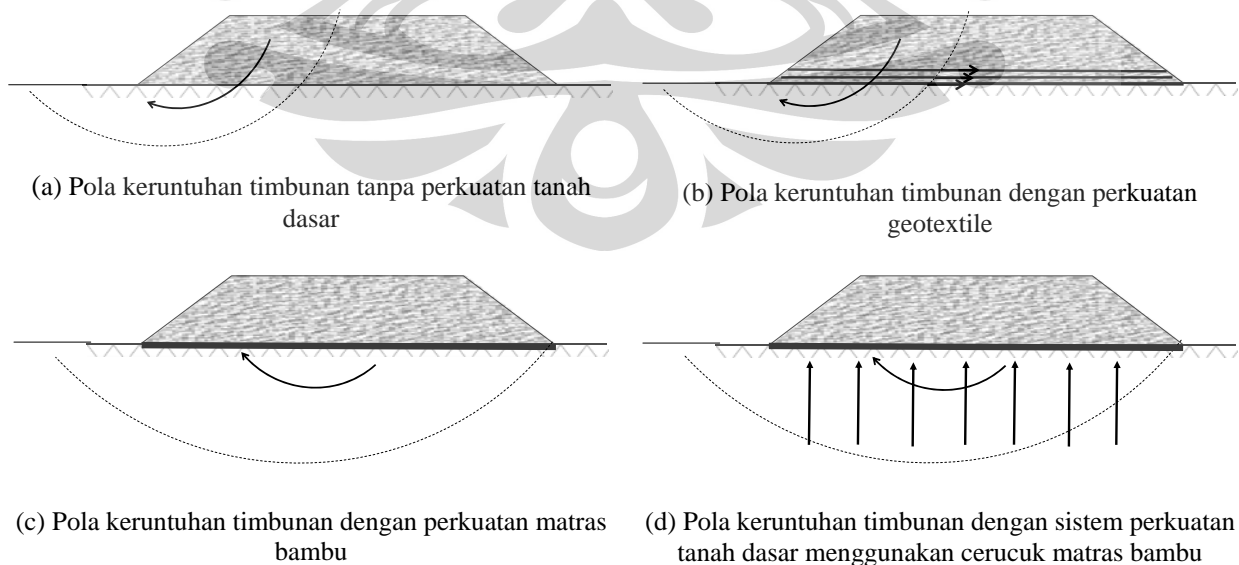 (a) Pola keruntuhan timbunan tanpa perkuatan tanah
dasar
(b) Pola keruntuhan timbunan dengan perkuatan
geotextile
(c) Pola keruntuhan timbunan dengan perkuatan matras
bambu
(d) Pola keruntuhan timbunan dengan sistem perkuatan
tanah dasar menggunakan cerucuk matras bambu